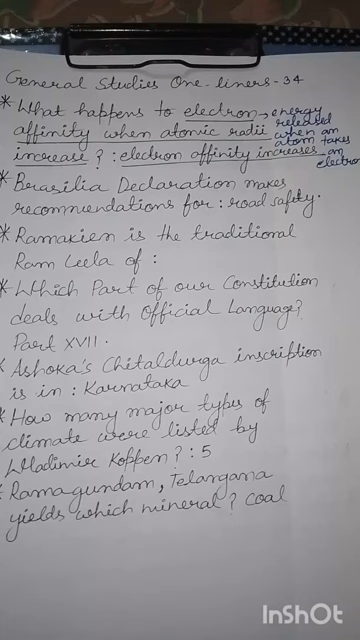 General Studies One-liners-34
* What happens to electron → energy released when an atom takes an electron
affinity when atomic radii
increase? : electron affinity increases
* Brasilia Declaration makes
recommendations for: road safety.
* Ramakien is the traditional
Ram Leela of :
* Which Part of our Constitution
deals with Official Language?
Part XVII.
* Ashoka's Chitaldurga inscription
is in : Karnataka
* How many major types of
climate were listed by
Wladimir Koppen? : 5
* Ramagundam, Telangana
yields which mineral? coal
InShOt